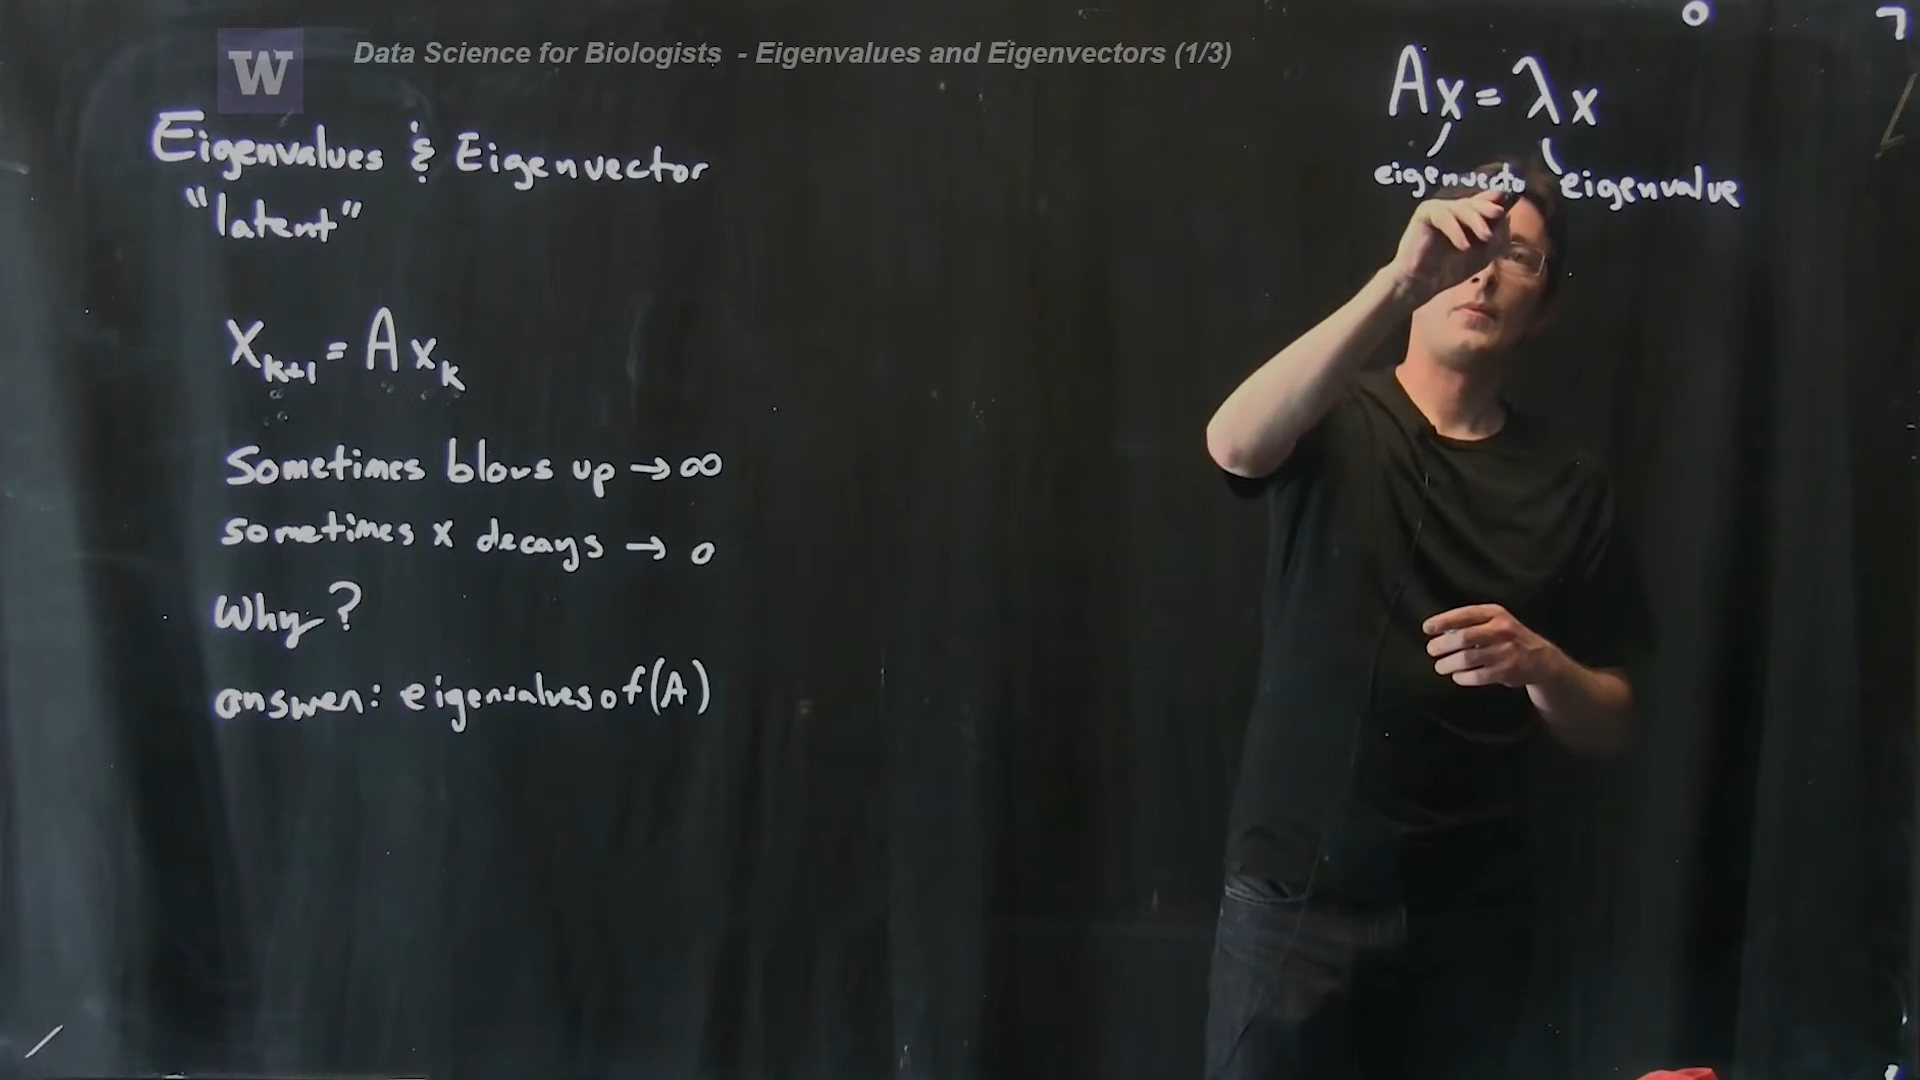 W
Data Science for Biologists - Eigenvalues and Eigenvectors (1/3)
Eigenvalues & Eigenvector
"latent"
x_{k+1} = A x_k
Sometimes blows up → ∞
sometimes x decays → 0
Why?
answer: eigenvalues of (A)
Ax = λx
eigenvecto eigenvalue